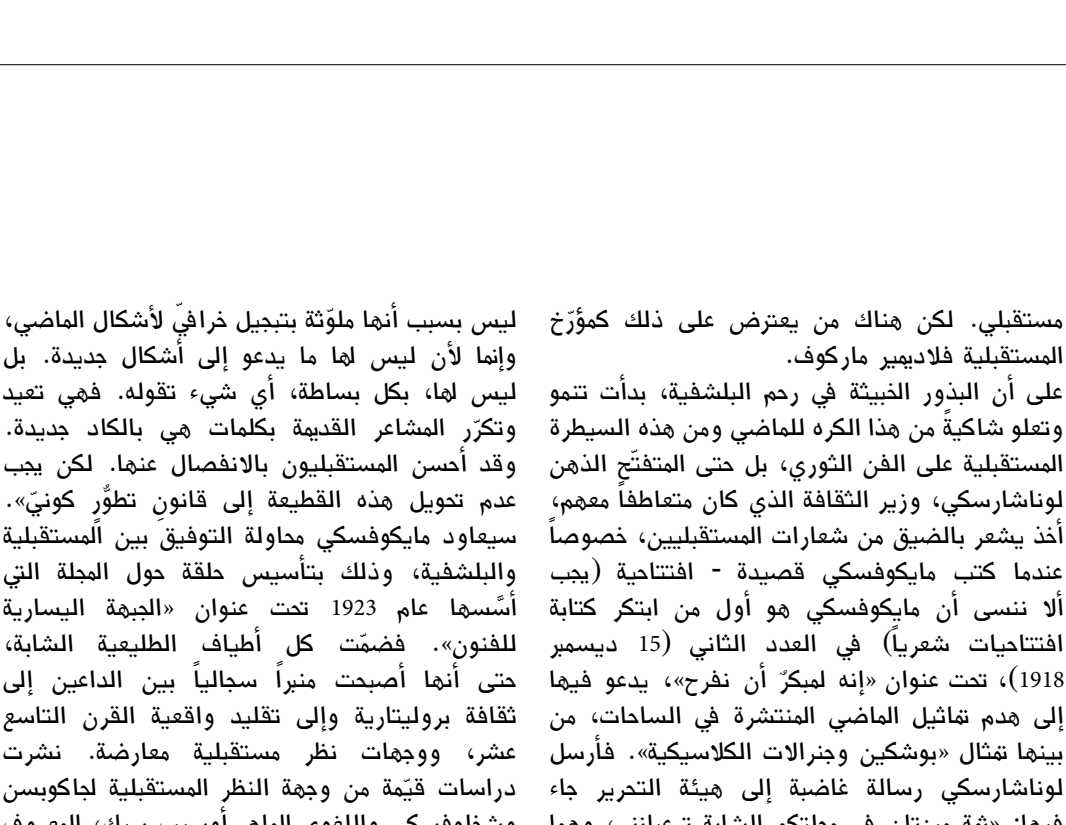 مستقبلي. لكن هناك من يعترض على ذلك كمؤرّخ
المستقبلية فلاديمير ماركوف.
على أن البذور الخبيثة في رحم البلشفية، بدأت تنمو
وتعلو شاكيةً من هذا الكره للماضي ومن هذه السيطرة
المستقبلية على الفن الثوري، بل حتى المتفتّح الذهن
لوناشارسكي، وزير الثقافة الذي كان متعاطفاً معهم،
أخذ يشعر بالضيق من شعارات المستقبليين، خصوصاً
عندما كتب مايكوفسكي قصيدة - افتتاحية (يجب
ألا ننسى أن مايكوفسكي هو أول من ابتكر كتابة
افتتاحيات شعرياً) في العدد الثاني (15 ديسمبر
1918)، تحت عنوان «إنه لمبكرٌ أن نفرح»، يدعو فيها
إلى هدم تماثيل الماضي المنتشرة في الساحات، من
بينها تمثال «بوشكين وجنرالات الكلاسيكية». فأرسل
لوناشارسكي رسالة غاضبة إلى هيئة التحرير جاء
ليس بسبب أنها ملوّثة بتبجيل خرافيّ لأشكال الماضي،
وإنما لأن ليس لها ما يدعو إلى أشكال جديدة. بل
ليس لها، بكل بساطة، أي شيء تقوله. فهي تعيد
وتكرّر المشاعر القديمة بكلمات هي بالكاد جديدة.
وقد أحسن المستقبليون بالانفصال عنها. لكن يجب
عدم تحويل هذه القطيعة إلى قانونِ تطوُّرٍ كونيّ».
سيعاود مايكوفسكي محاولة التوفيق بين المستقبلية
والبلشفية، وذلك بتأسيس حلقة حول المجلة التي
أسَّسها عام 1923 تحت عنوان «الجبهة اليسارية
للفنون». فضمّت كل أطياف الطليعية الشابة،
حتى أنها أصبحت منبراً سجالياً بين الداعين إلى
ثقافة بروليتارية وإلى تقليد واقعية القرن التاسع
عشر، ووجهات نظر مستقبلية معارضة. نشرت
دراسات قيّمة من وجهة النظر المستقبلية لجاكوبسن